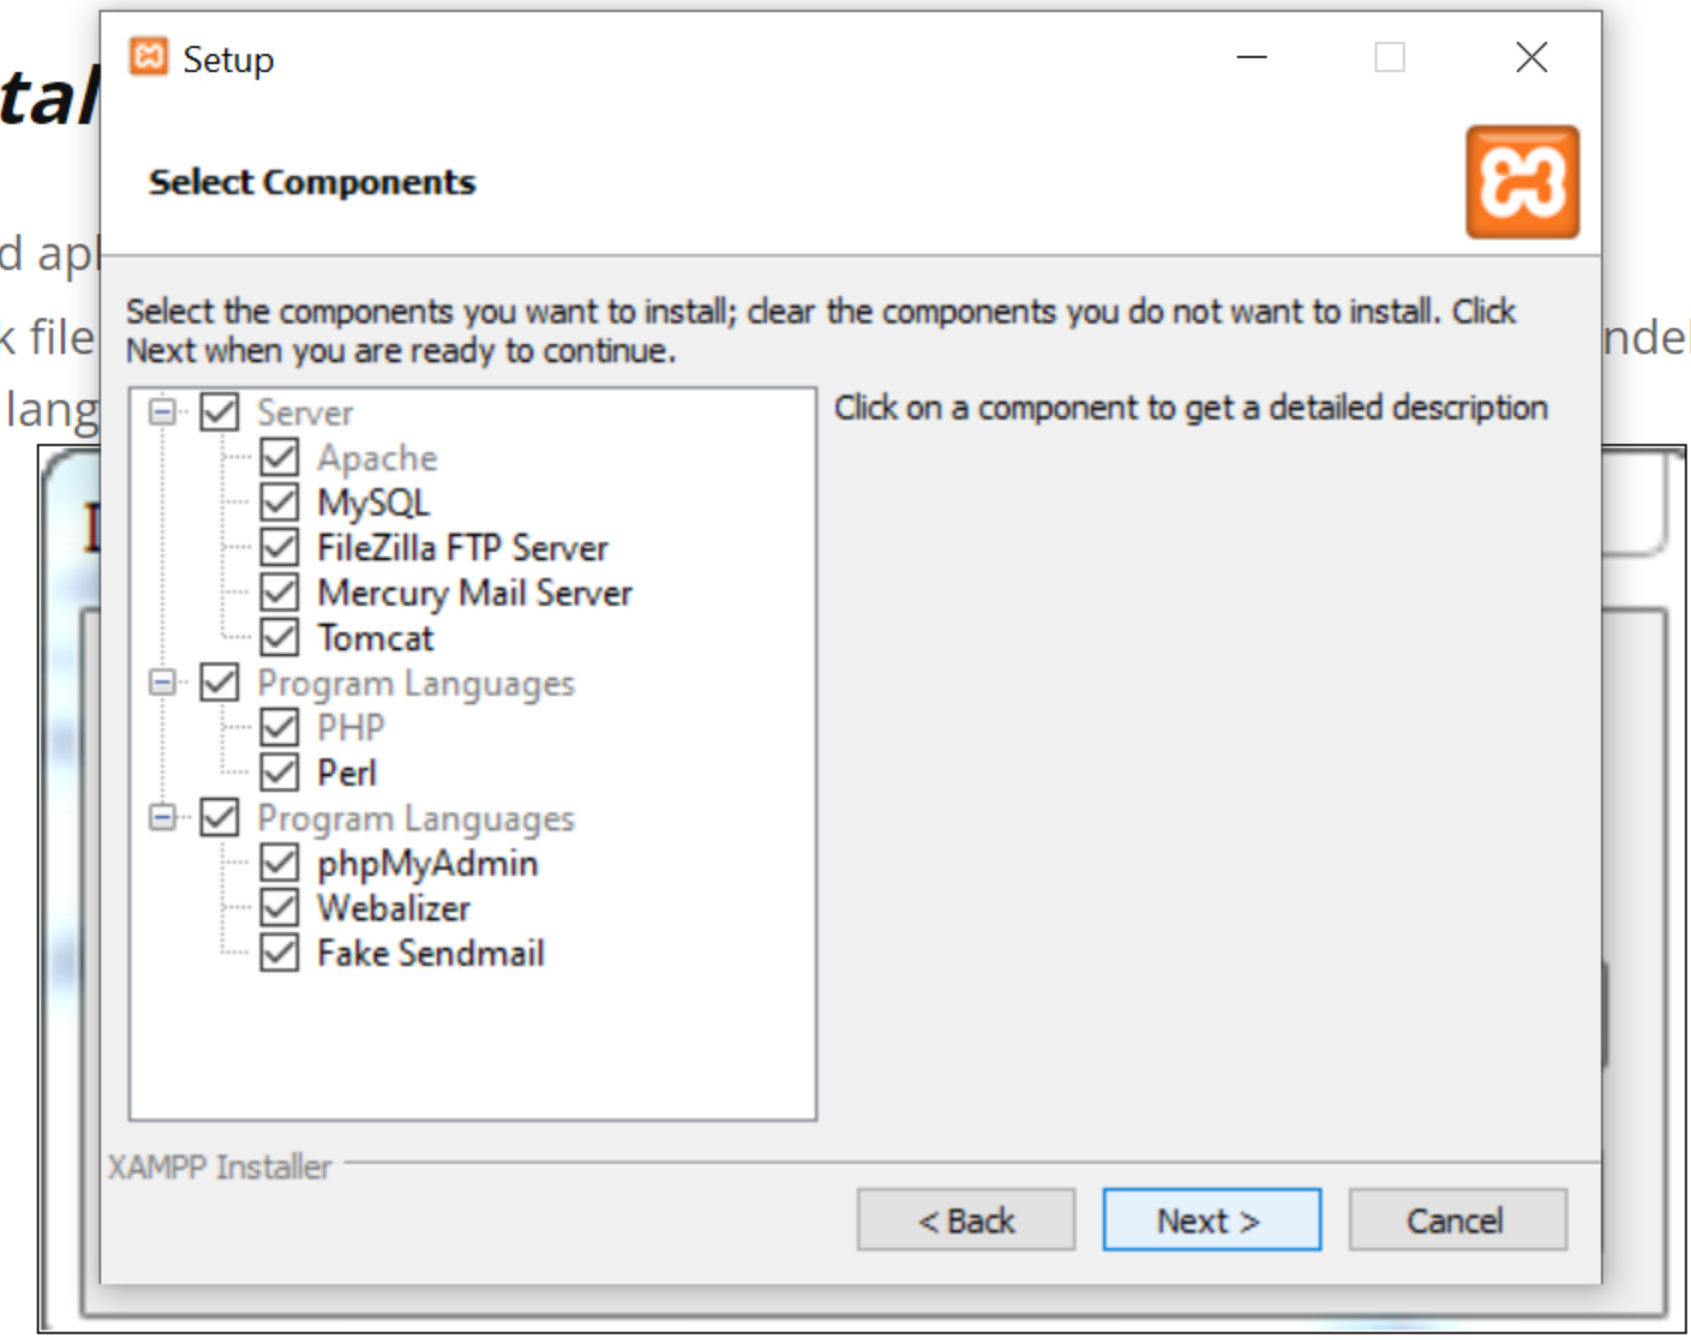 Setup
tal
Select Components
d apl
Select the components you want to install; clear the components you do not want to install. Click
k file
ndel
Next when you are ready to continue.
lang
Server
Click on a component to get a detailed description
Apache
MySQL
FileZilla FTP Server
Mercury Mail Server
Tomcat
Program Languages
PHP
Perl
Program Languages
phpMyAdmin
Webalizer
Fake Sendmail
XAMPP Installer
< Back
Next >
Cancel